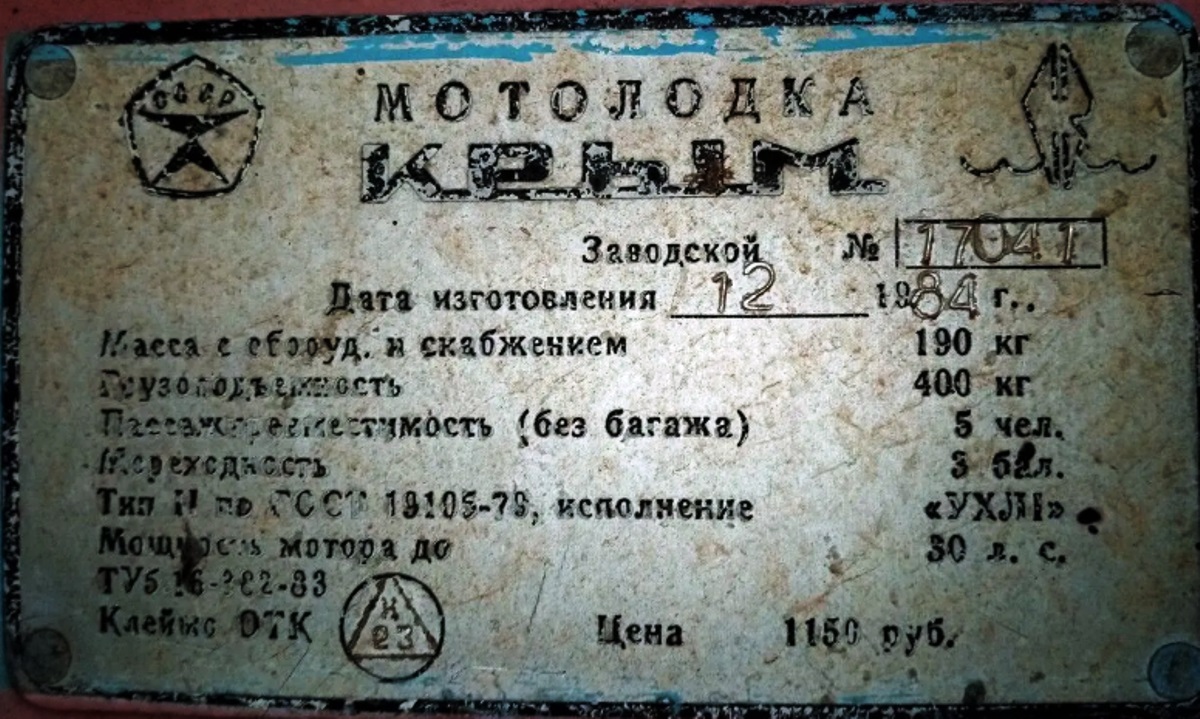 СССР
МОТОЛОДКА
КРЫМ
Заводской № 17041
Дата изготовления 12 1984 г..
Масса с оборуд. и скабжением 190 кг
Грузоподъемность 400 кг
Пассажировместимость (без багажа) 5 чел.
Мореходность 3 бал.
Тип II по ГОСТ 19105-79, исполнение «УХЛ1»
Мощность мотора до 30 л. с.
Клеймо ОТК
Цена 1150 руб.